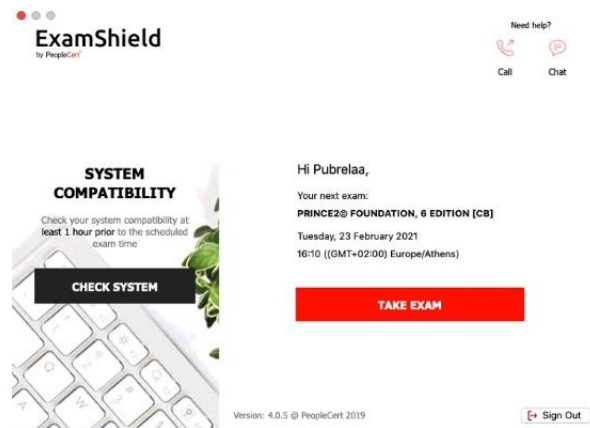 ExamShield
by PeopleCert
Need help?
Call
Chat
SYSTEM
COMPATIBILITY
Check your system compatibility at
least 1 hour prior to the scheduled
exam time
CHECK SYSTEM
Hi Pubrelaa,
Your next exam:
PRINCE2® FOUNDATION, 6 EDITION [CB]
Tuesday, 23 February 2021
16:10 ((GMT+02:00) Europe/Athens)
TAKE EXAM
Version: 4.0.5 @ PeopleCert 2019
Sign Out